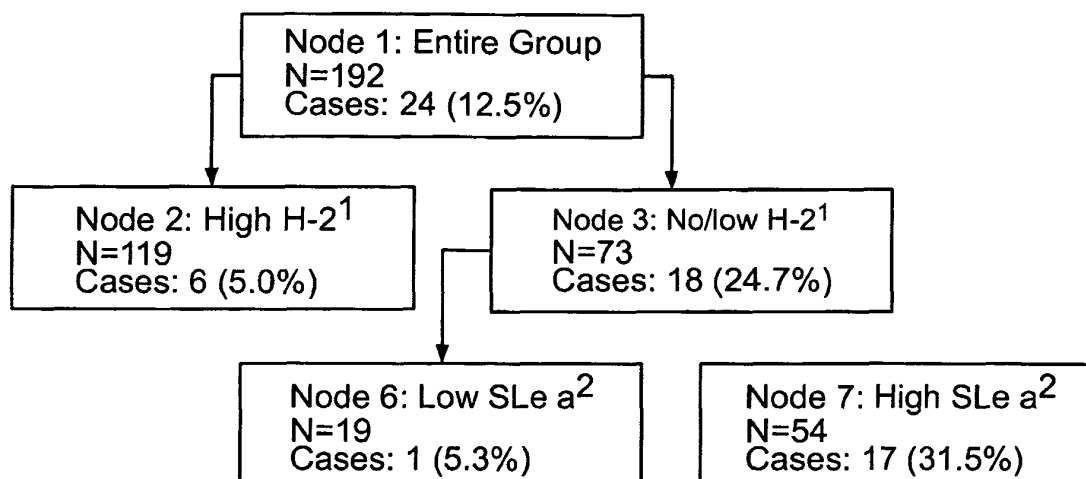 Node 1: Entire Group
N=192
Cases: 24 (12.5%)
Node 2: High H-2¹
N=119
Cases: 6 (5.0%)
Node 3: No/low H-2¹
N=73
Cases: 18 (24.7%)
Node 6: Low SLe a²
N=19
Cases: 1 (5.3%)
Node 7: High SLe a²
N=54
Cases: 17 (31.5%)